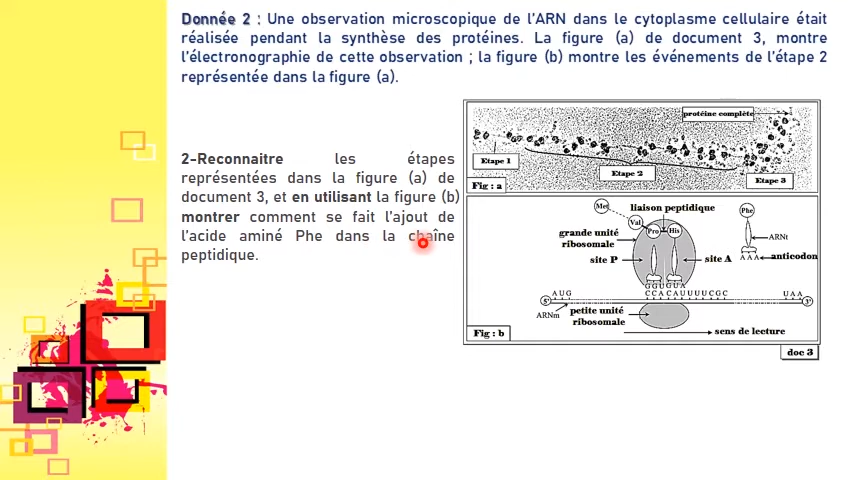 Donnée 2 : Une observation microscopique de l'ARN dans le cytoplasme cellulaire était
réalisée pendant la synthèse des protéines. La figure (a) de document 3, montre
l'électronographie de cette observation ; la figure (b) montre les événements de l'étape 2
représentée dans la figure (a).
2-Reconnaitre les étapes
représentées dans la figure (a) de
document 3, et en utilisant la figure (b)
montrer comment se fait l'ajout de
l'acide aminé Phe dans la chaîne
peptidique.
protéine complète
Etape 1
Etape 2
Etape 3
Fig : a
Met
liaison peptidique
Phe
Val
grande unité
ribosomale
Pro
His
ARNt
site P
site A
AAA
anticodon
GGUGUA
AUG
CCACAUUUCGC
UAA
5'
3'
ARNm
petite unité
ribosomale
sens de lecture
Fig : b
doc 3